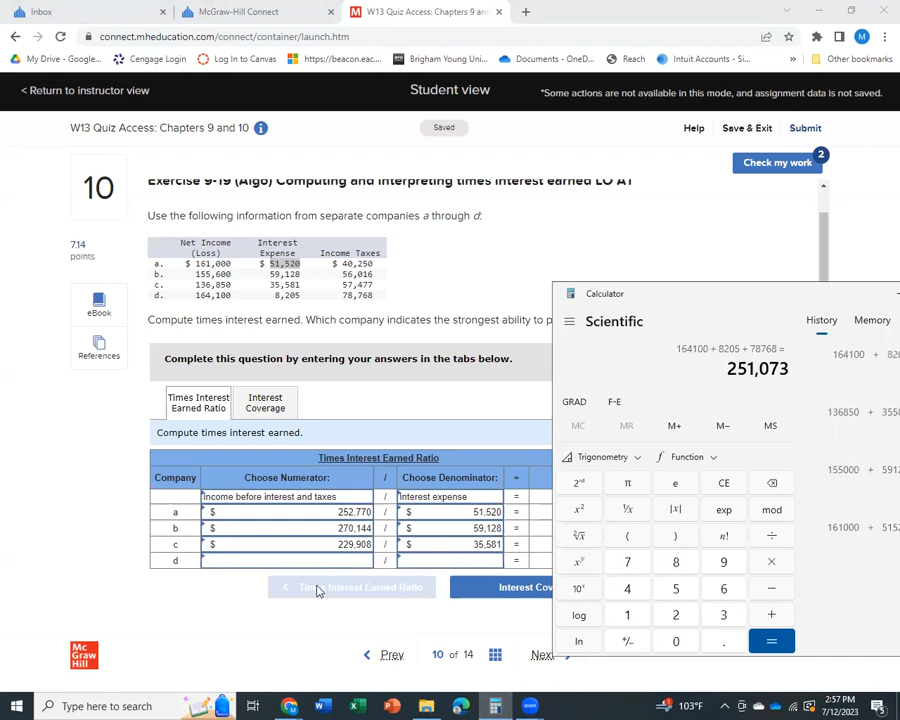 Inbox
McGraw-Hill Connect
W13 Quiz Access: Chapters 9 and
connect.mheducation.com/connect/container/launch.htm
My Drive - Google...
Cengage Login
Log In to Canvas
https://beacon.eac...
Brigham Young Uni...
Documents - OneD...
Reach
Intuit Accounts - Si...
Other bookmarks
< Return to instructor view
Student view
*Some actions are not available in this mode, and assignment data is not saved.
W13 Quiz Access: Chapters 9 and 10
Saved
Help
Save & Exit
Submit
Check my work
2
10
7.14
points
eBook
References
Exercise 9-19 (Algo) Computing and interpreting times interest earned LO A1
Use the following information from separate companies a through d:
Net Income (Loss) Interest Expense Income Taxes
a. $ 161,000 $ 51,520 $ 40,250
b. 155,600 59,128 56,016
c. 136,850 35,581 57,477
d. 164,100 8,205 78,768
Compute times interest earned. Which company indicates the strongest ability to p
Complete this question by entering your answers in the tabs below.
Times Interest Earned Ratio
Interest Coverage
Compute times interest earned.
Times Interest Earned Ratio
Company Choose Numerator: / Choose Denominator: =
Income before interest and taxes / Interest expense =
a $ 252,770 / $ 51,520 =
b $ 270,144 / $ 59,128 =
c $ 229,908 / $ 35,581 =
d / =
< Times Interest Earned Ratio
Interest Cov
Mc
Graw
Hill
< Prev
10 of 14
Next
Calculator
Scientific
History
Memory
164100 + 8205 + 78768 =
251,073
164100 + 820
136850 + 3558
155000 + 5912
161000 + 5152
GRAD F-E
MC MR M+ M− MS
Trigonometry
Function
2nd π e CE
x² ¹/x |x| exp mod
( ) n! ÷
xʸ 7 8 9 ×
10ˣ 4 5 6 −
log 1 2 3 +
ln +/− 0 . =
Type here to search
103°F
2:57 PM
7/12/2023
5